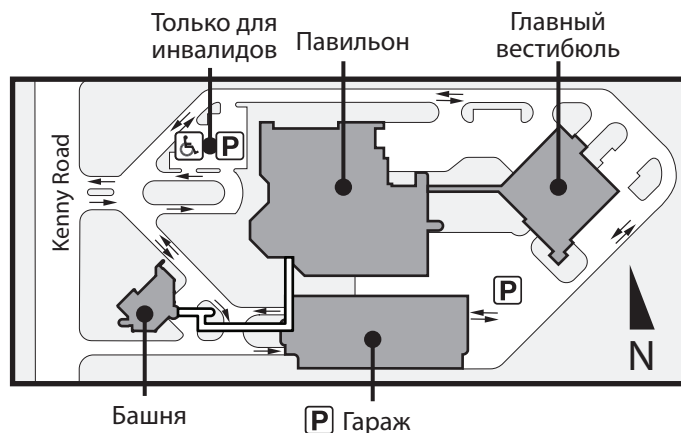 Только для
инвалидов
Павильон
Главный
вестибюль
P
Kenny Road
P
N
Башня
P Гараж